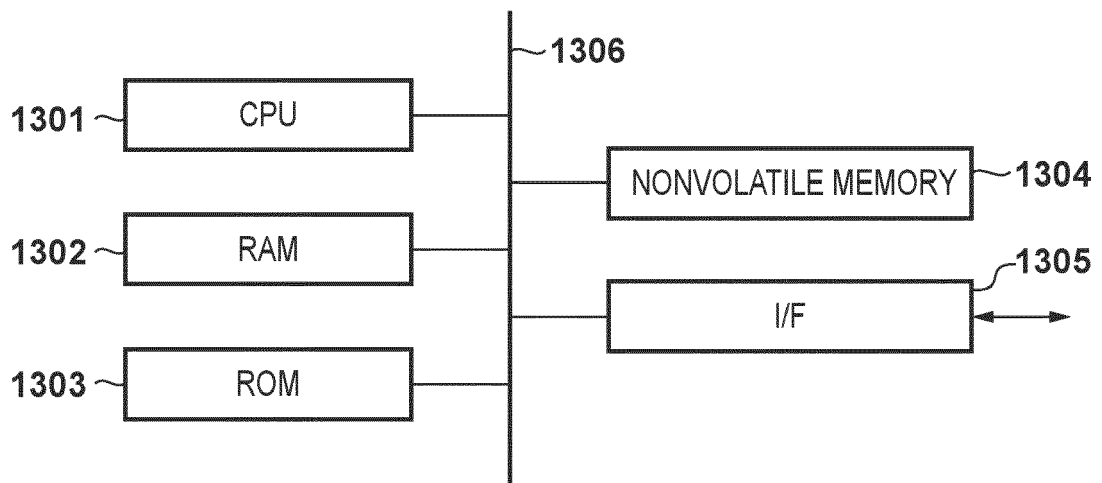 1306
1301 CPU
NONVOLATILE MEMORY 1304
1302 RAM
1305
I/F
1303 ROM